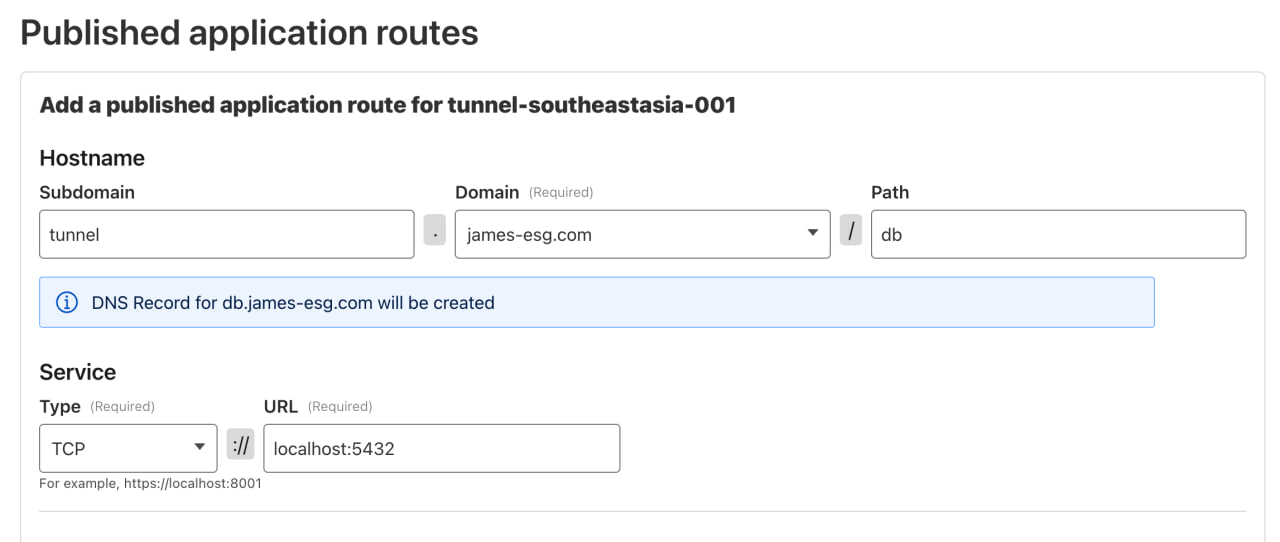 Published application routes
Add a published application route for tunnel-southeastasia-001
Hostname
Subdomain Domain (Required) Path
tunnel . james-esg.com / db
DNS Record for db.james-esg.com will be created
Service
Type (Required) URL (Required)
TCP :// localhost:5432
For example, https://localhost:8001